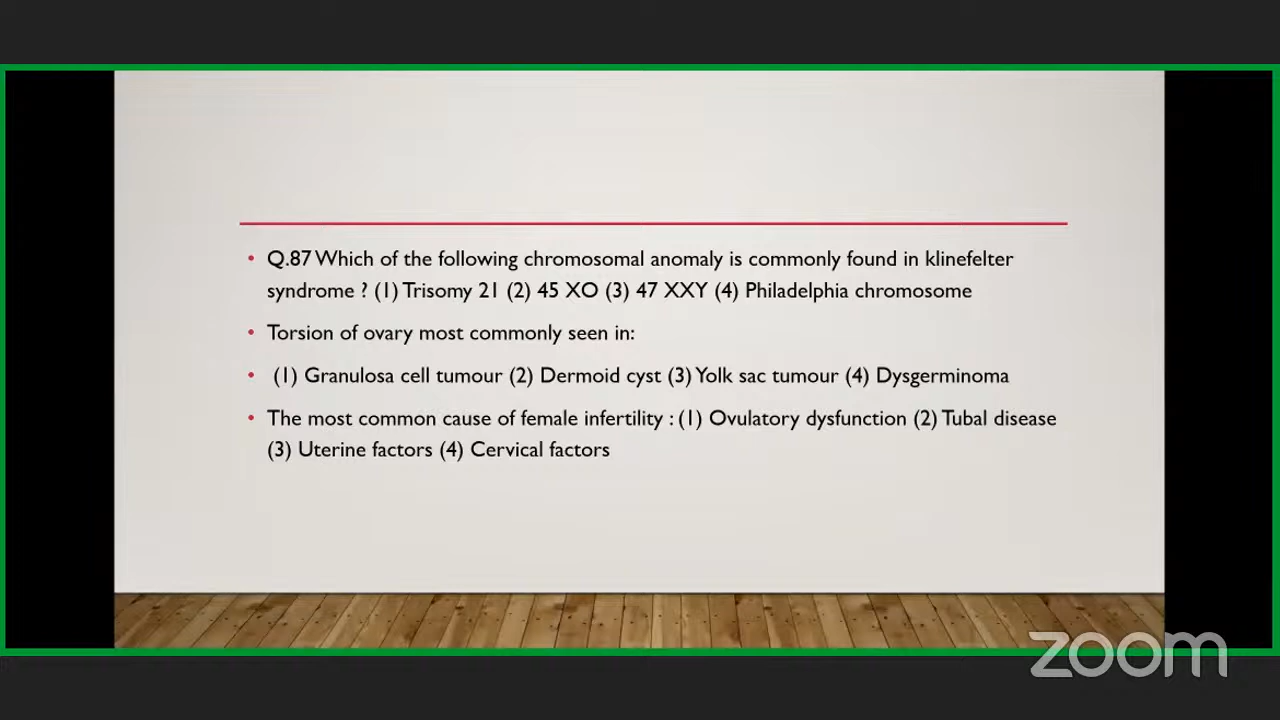 Q.87 Which of the following chromosomal anomaly is commonly found in klinefelter
syndrome ? (1) Trisomy 21 (2) 45 XO (3) 47 XXY (4) Philadelphia chromosome
Torsion of ovary most commonly seen in:
(1) Granulosa cell tumour (2) Dermoid cyst (3) Yolk sac tumour (4) Dysgerminoma
The most common cause of female infertility : (1) Ovulatory dysfunction (2) Tubal disease
(3) Uterine factors (4) Cervical factors
zoom